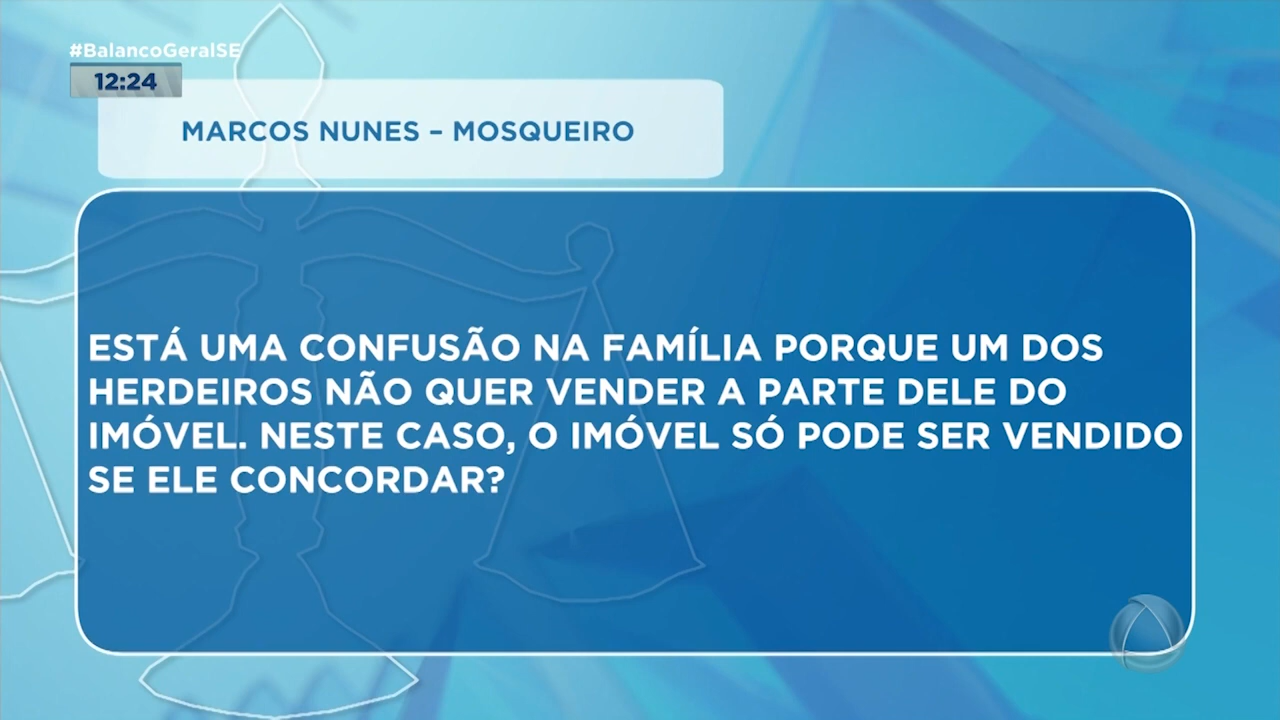 #BalancoGeralSE
12:24
MARCOS NUNES – MOSQUEIRO
ESTÁ UMA CONFUSÃO NA FAMÍLIA PORQUE UM DOS
HERDEIROS NÃO QUER VENDER A PARTE DELE DO
IMÓVEL. NESTE CASO, O IMÓVEL SÓ PODE SER VENDIDO
SE ELE CONCORDAR?